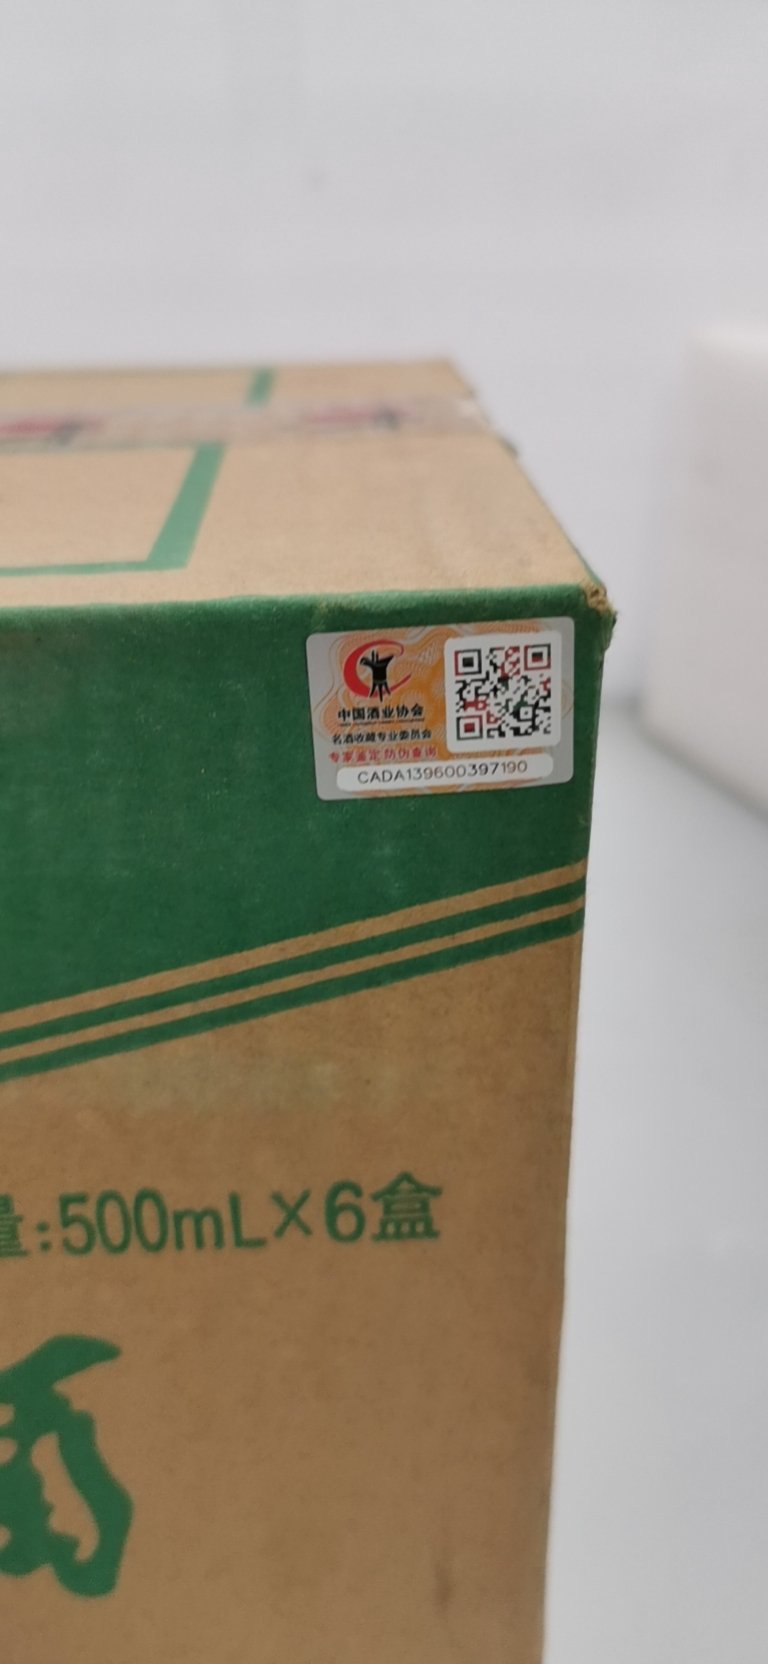 中国酒业协会
名酒收藏专业委员会
专家鉴定 防伪查询
CADA139600397190
量:500mL×6盒